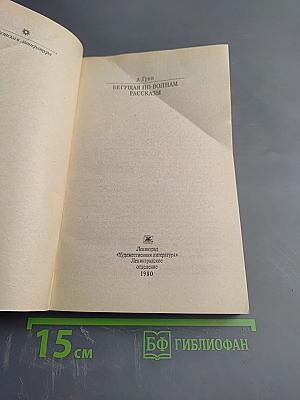 А. Грин
БЕГУЩАЯ ПО ВОЛНАМ
РАССКАЗЫ
Ленинград
«Художественная литература»
Ленинградское
отделение
1980
15 см
БФ ГИБЛИОФАН